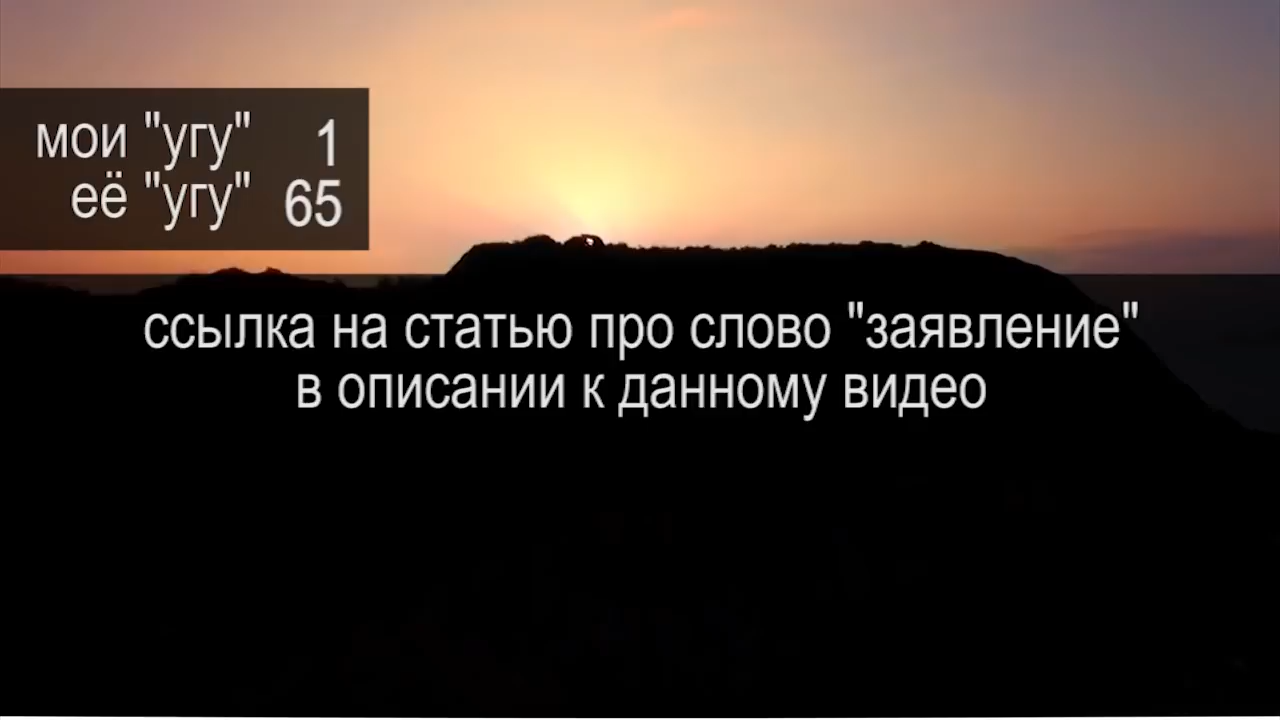 мои "угу" 1
её "угу" 65
ссылка на статью про слово "заявление"
в описании к данному видео